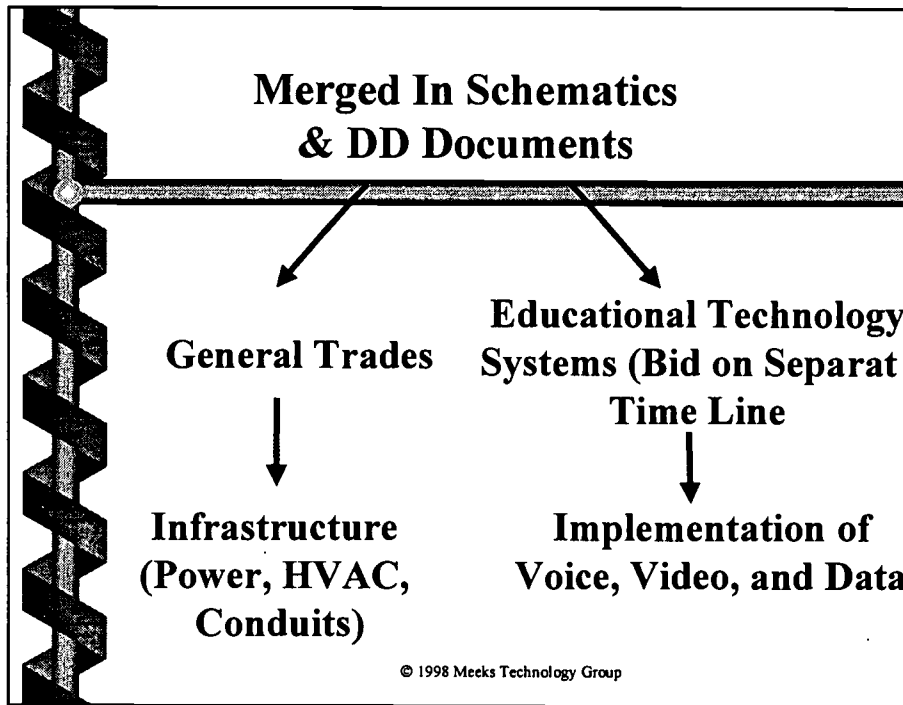 Merged In Schematics
& DD Documents
General Trades
Educational Technology
Systems (Bid on Separat
Time Line
Infrastructure
(Power, HVAC,
Conduits)
Implementation of
Voice, Video, and Data
© 1998 Meeks Technology Group